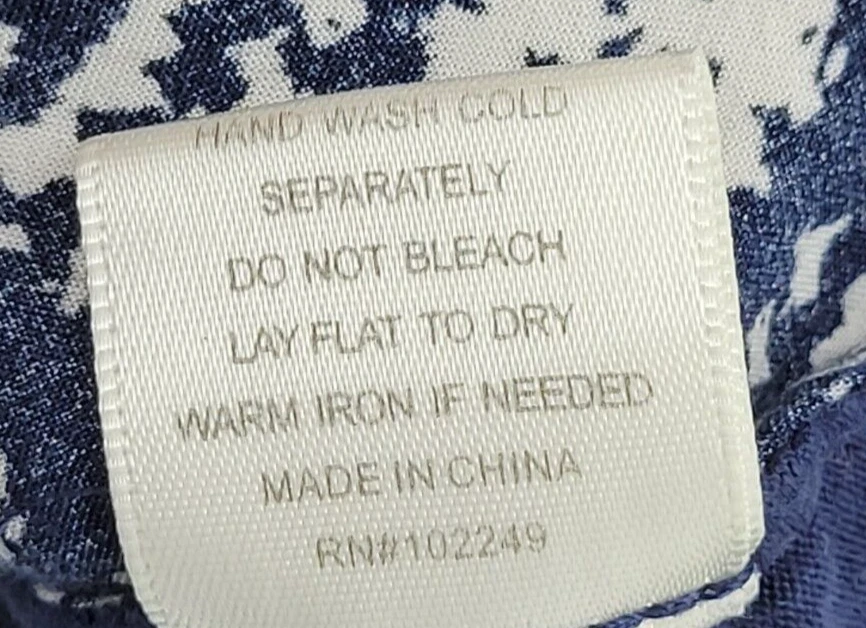 HAND WASH COLD
SEPARATELY
DO NOT BLEACH
LAY FLAT TO DRY
WARM IRON IF NEEDED
MADE IN CHINA
RN#102249